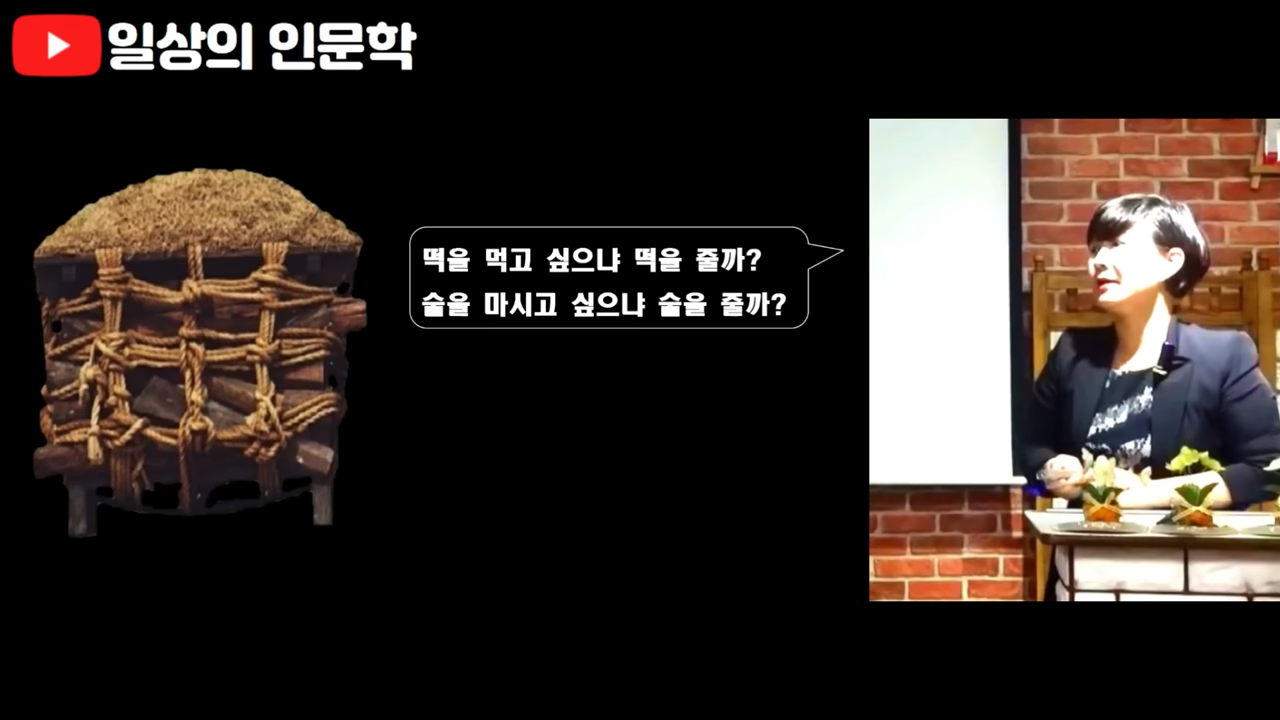 일상의 인문학
떡을 먹고 싶으냐 떡을 줄까?
술을 마시고 싶으냐 술을 줄까?